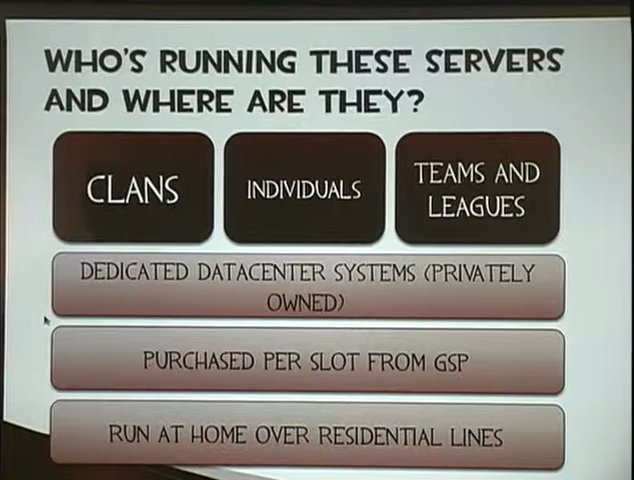 WHO'S RUNNING THESE SERVERS
AND WHERE ARE THEY?
CLANS
INDIVIDUALS
TEAMS AND
LEAGUES
DEDICATED DATACENTER SYSTEMS (PRIVATELY
OWNED)
PURCHASED PER SLOT FROM GSP
RUN AT HOME OVER RESIDENTIAL LINES